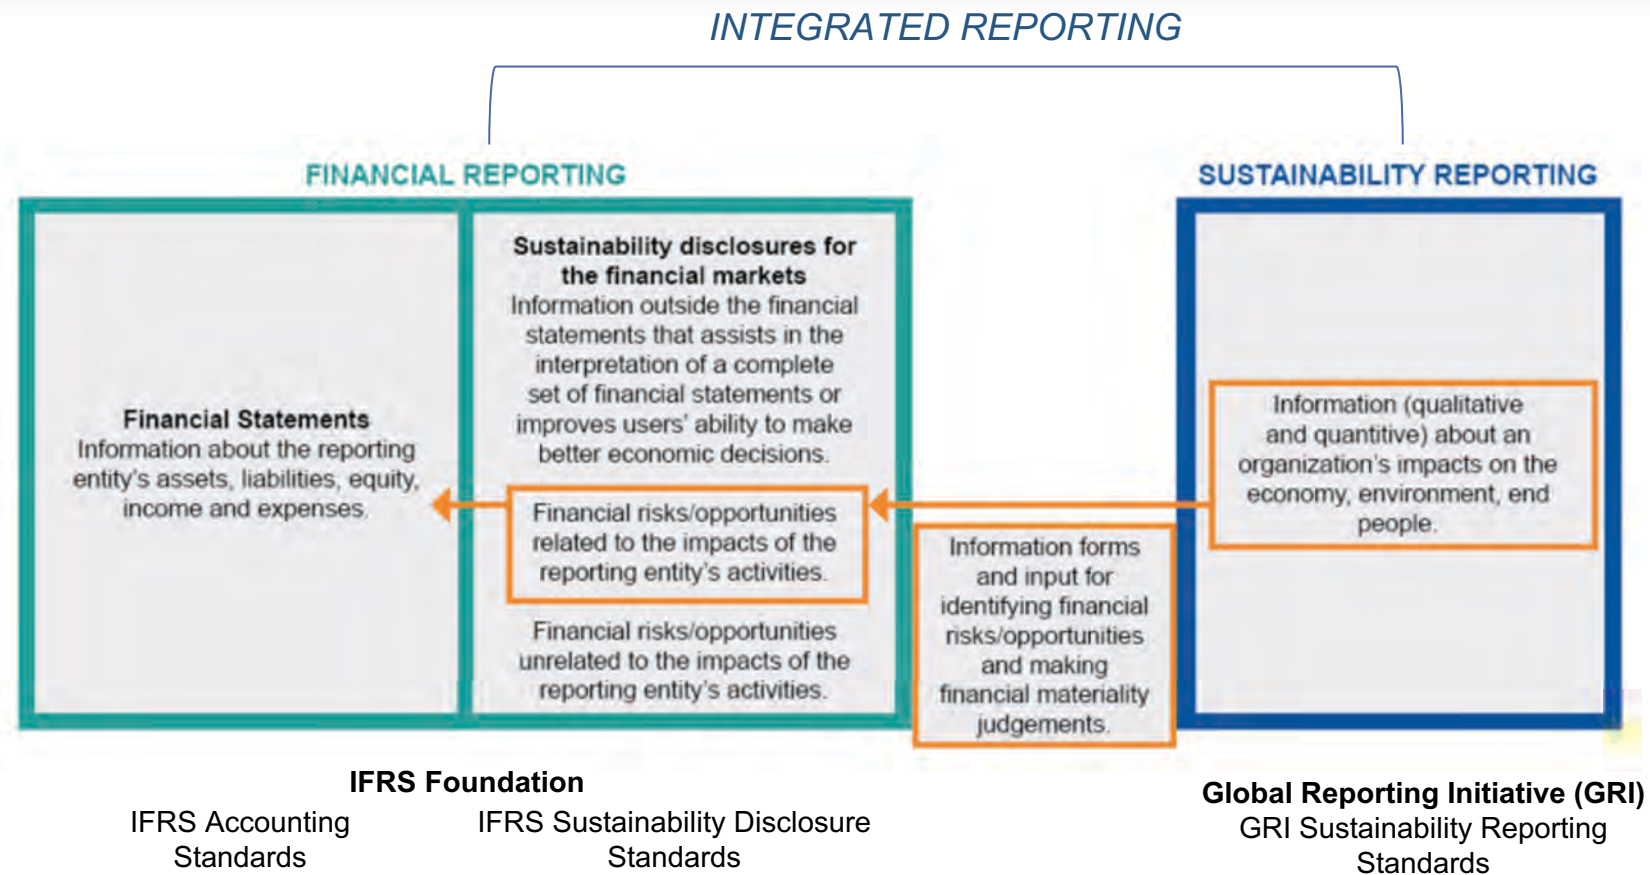 INTEGRATED REPORTING
FINANCIAL REPORTING
SUSTAINABILITY REPORTING
Financial Statements
Information about the reporting
entity's assets, liabilities, equity,
income and expenses.
Sustainability disclosures for
the financial markets
Information outside the financial
statements that assists in the
interpretation of a complete
set of financial statements or
improves users' ability to make
better economic decisions.
Financial risks/opportunities
related to the impacts of the
reporting entity's activities.
Financial risks/opportunities
unrelated to the impacts of the
reporting entity's activities.
Information forms
and input for
identifying financial
risks/opportunities
and making
financial materiality
judgements.
Information (qualitative
and quantitive) about an
organization's impacts on the
economy, environment, end
people.
IFRS Foundation
IFRS Accounting
Standards
IFRS Sustainability Disclosure
Standards
Global Reporting Initiative (GRI)
GRI Sustainability Reporting
Standards